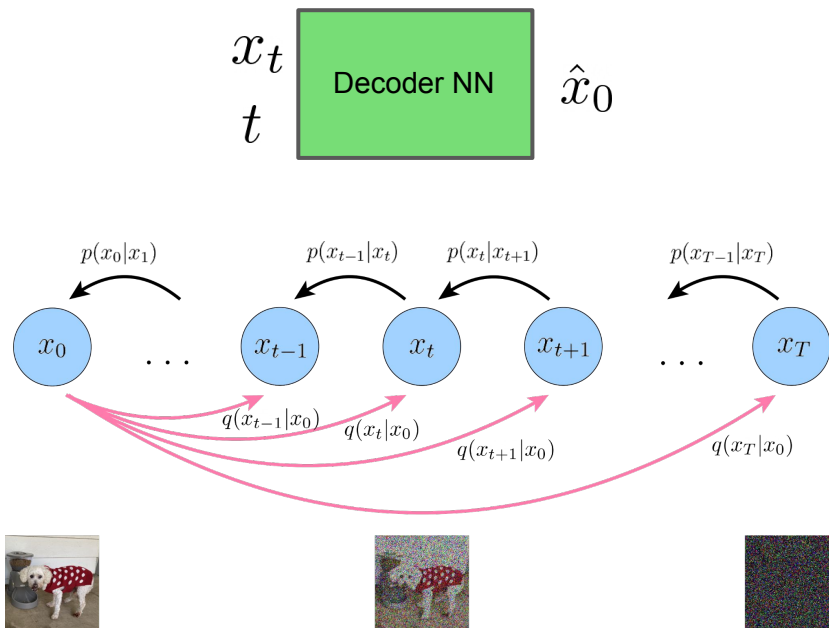 x_t
t
Decoder NN
x̂_0
p(x_0|x_1)
p(x_{t−1}|x_t)
p(x_t|x_{t+1})
p(x_{T−1}|x_T)
x_0
...
x_{t−1}
x_t
x_{t+1}
...
x_T
q(x_{t−1}|x_0)
q(x_t|x_0)
q(x_{t+1}|x_0)
q(x_T|x_0)